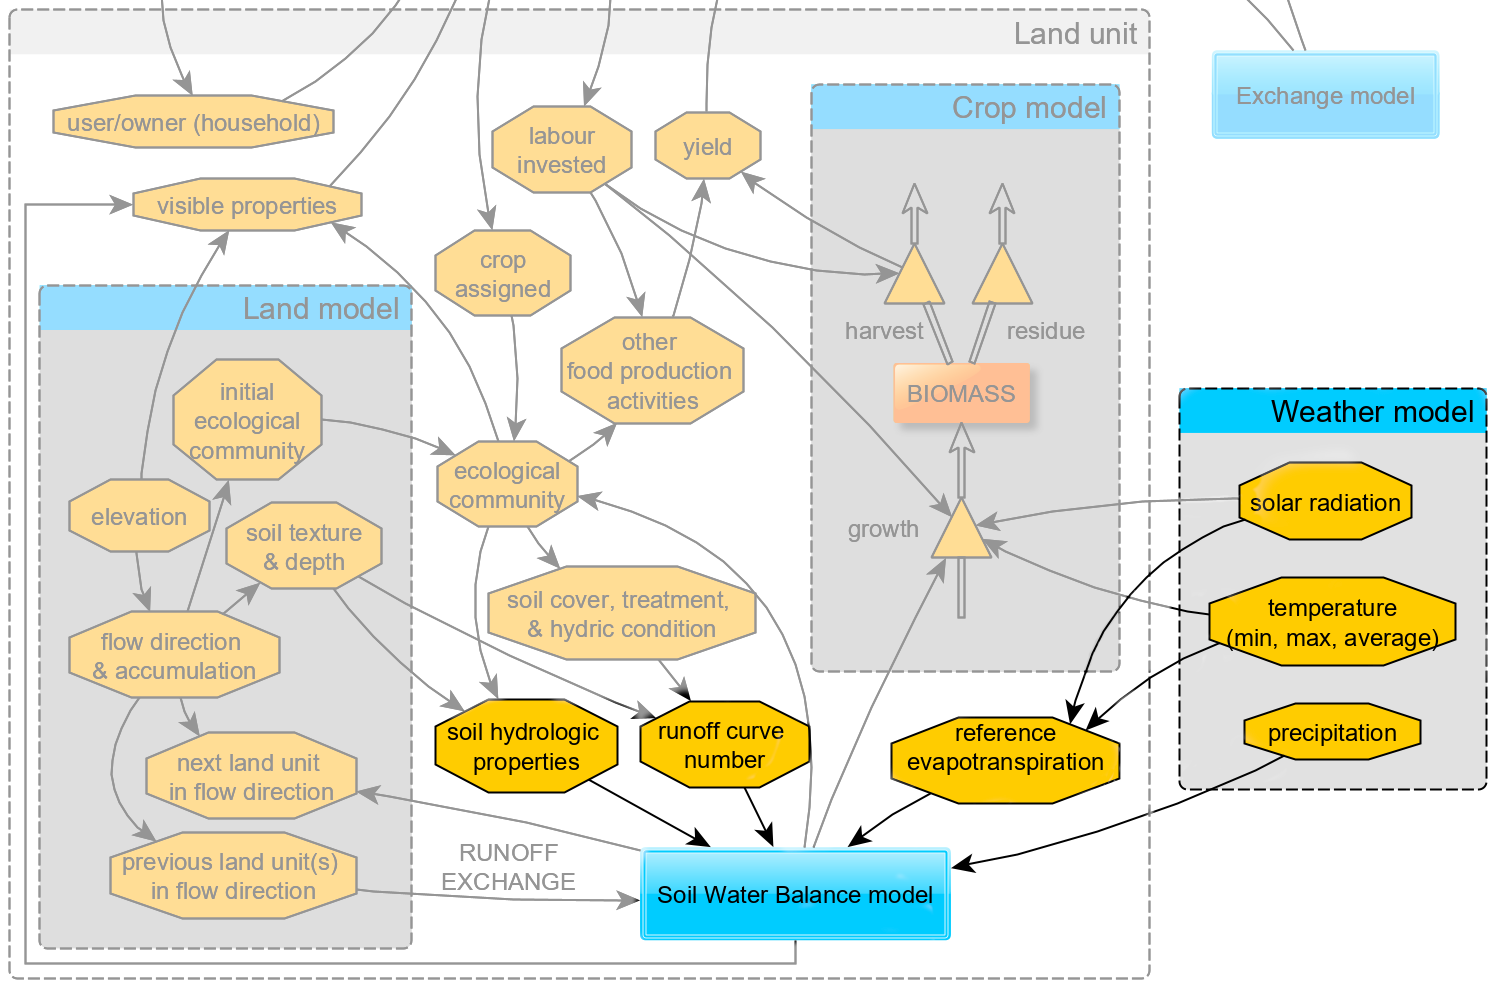 Land unit
Exchange model
user/owner (household)
labour
invested
yield
Crop model
visible properties
crop
assigned
Land model
harvest
residue
other
food production
activities
BIOMASS
initial
ecological
community
Weather model
ecological
community
solar radiation
elevation
soil texture
& depth
growth
soil cover, treatment,
& hydric condition
temperature
(min, max, average)
flow direction
& accumulation
soil hydrologic
properties
runoff curve
number
reference
evapotranspiration
precipitation
next land unit
in flow direction
previous land unit(s)
in flow direction
RUNOFF
EXCHANGE
Soil Water Balance model